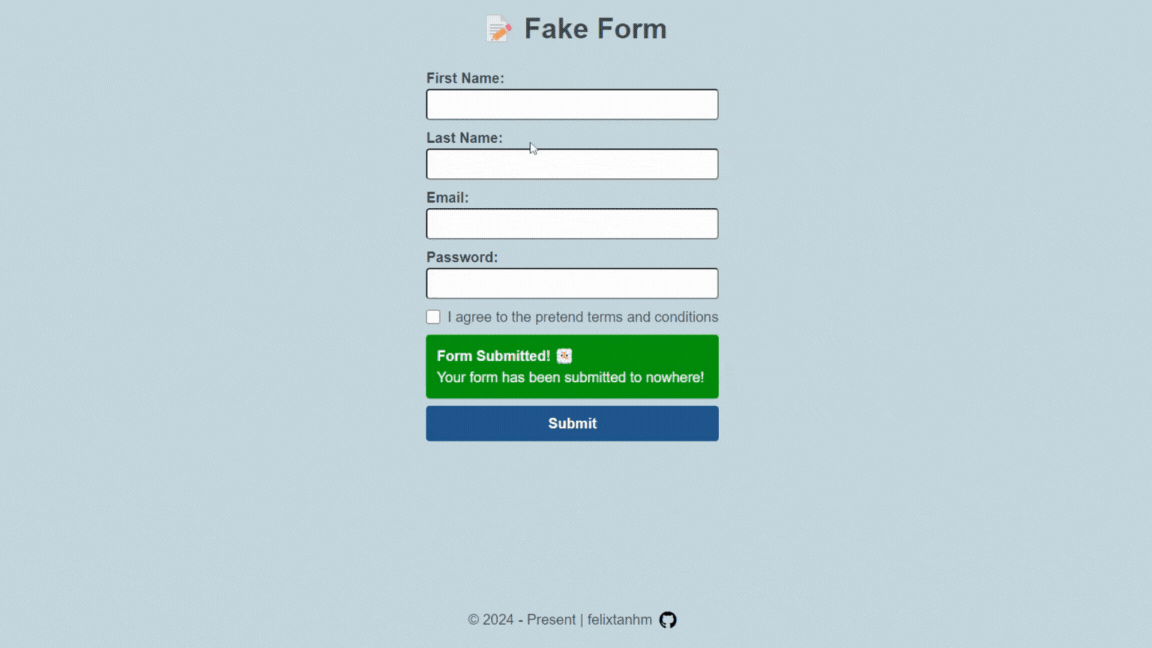 Fake Form
First Name:
Last Name:
Email:
Password:
I agree to the pretend terms and conditions
Form Submitted!
Your form has been submitted to nowhere!
Submit
© 2024 - Present | felixtanhm